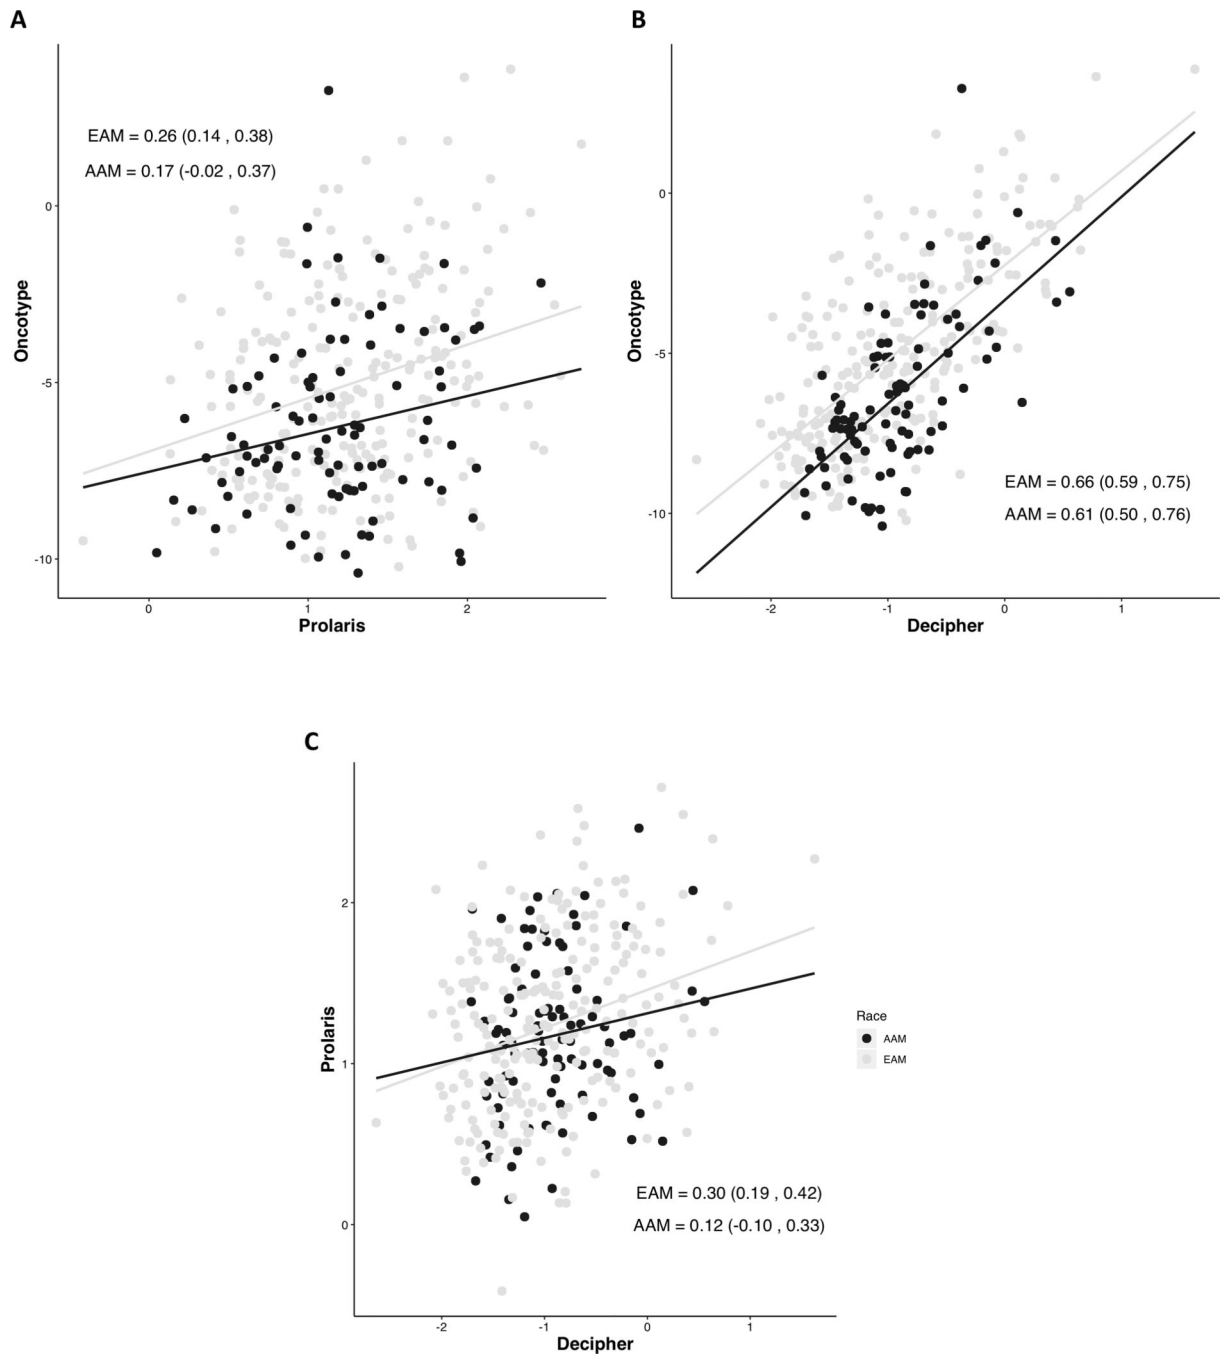 A
EAM = 0.26 (0.14 , 0.38)
AAM = 0.17 (-0.02 , 0.37)
0
-5
-10
Oncotype
0
1
2
Prolaris
B
0
-5
-10
Oncotype
EAM = 0.66 (0.59 , 0.75)
AAM = 0.61 (0.50 , 0.76)
-2
-1
0
1
Decipher
C
2
1
0
Prolaris
EAM = 0.30 (0.19 , 0.42)
AAM = 0.12 (-0.10 , 0.33)
-2
-1
0
1
Decipher
Race
AAM
EAM